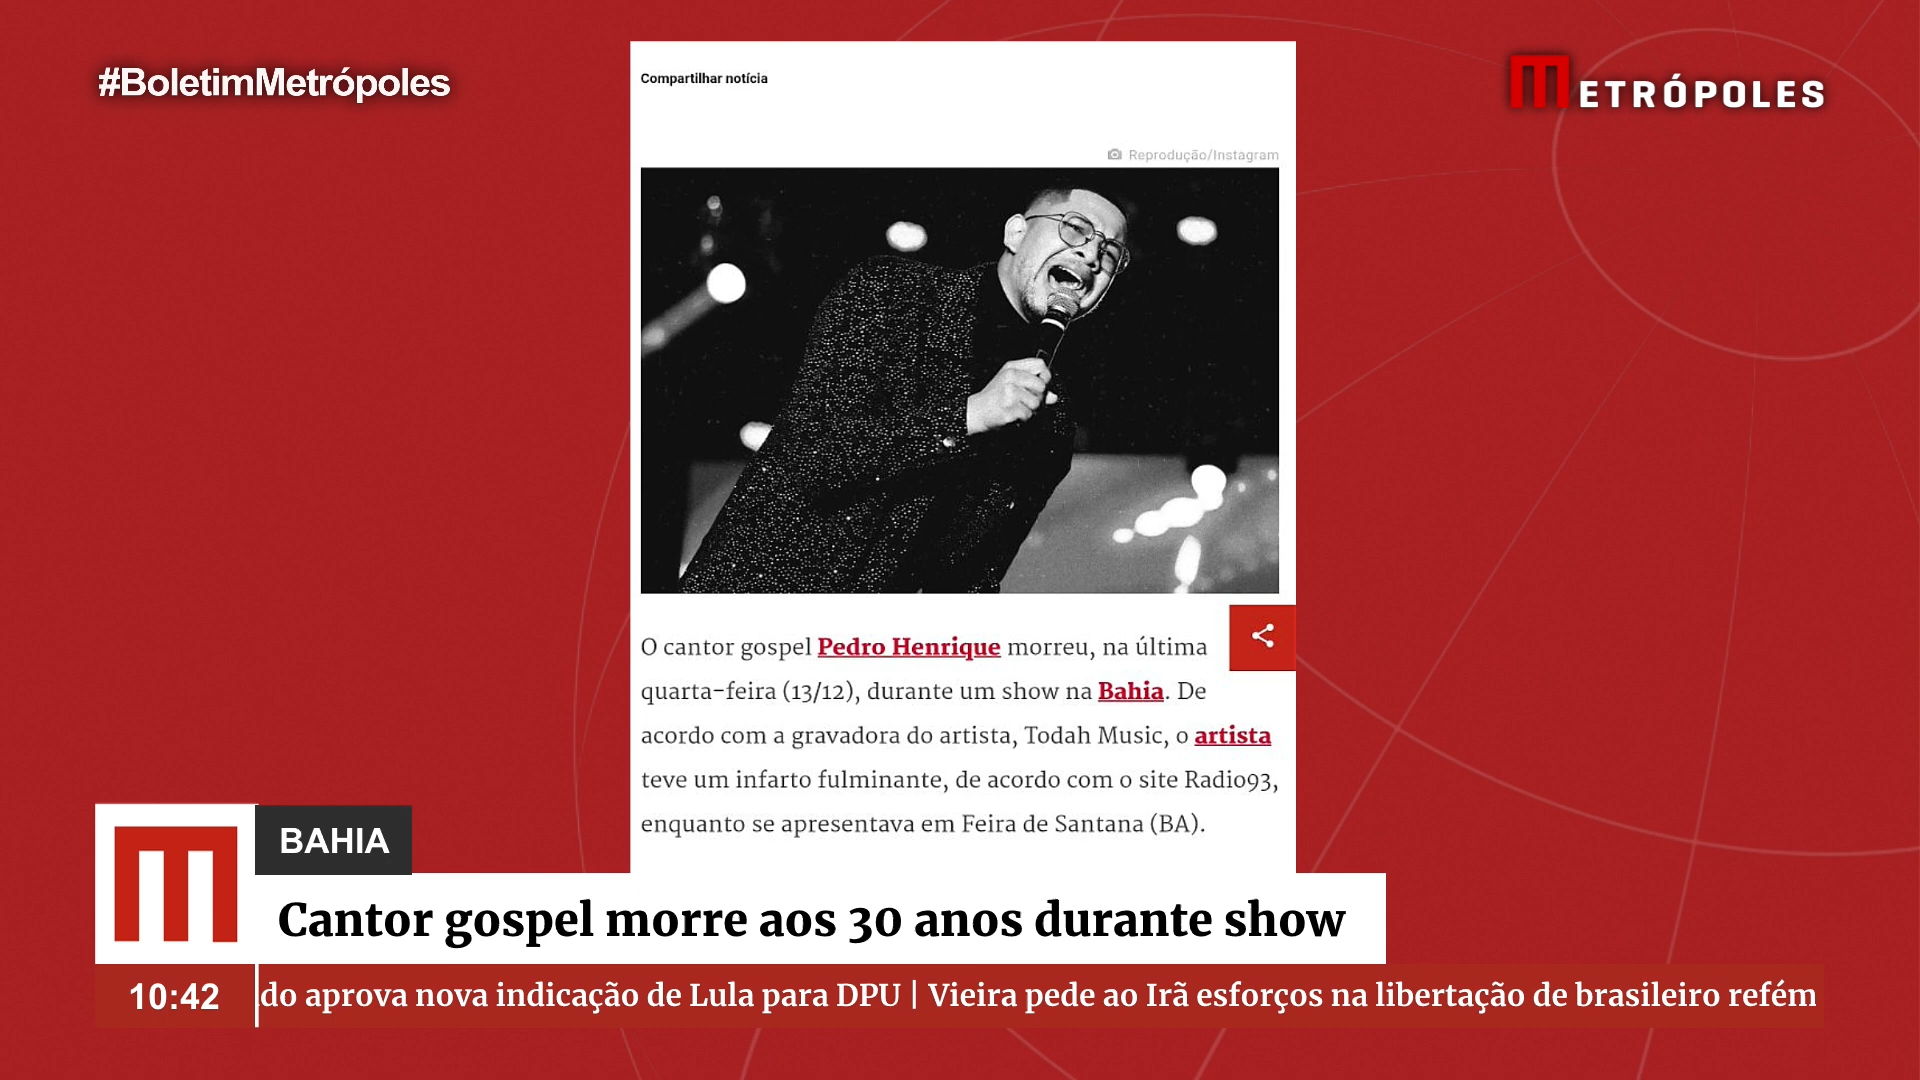 #BoletimMetrópoles
METRÓPOLES
Compartilhar notícia
Reprodução/Instagram
O cantor gospel Pedro Henrique morreu, na última
quarta-feira (13/12), durante um show na Bahia. De
acordo com a gravadora do artista, Todah Music, o artista
teve um infarto fulminante, de acordo com o site Radio93,
enquanto se apresentava em Feira de Santana (BA).
BAHIA
Cantor gospel morre aos 30 anos durante show
10:42
do aprova nova indicação de Lula para DPU | Vieira pede ao Irã esforços na libertação de brasileiro refém